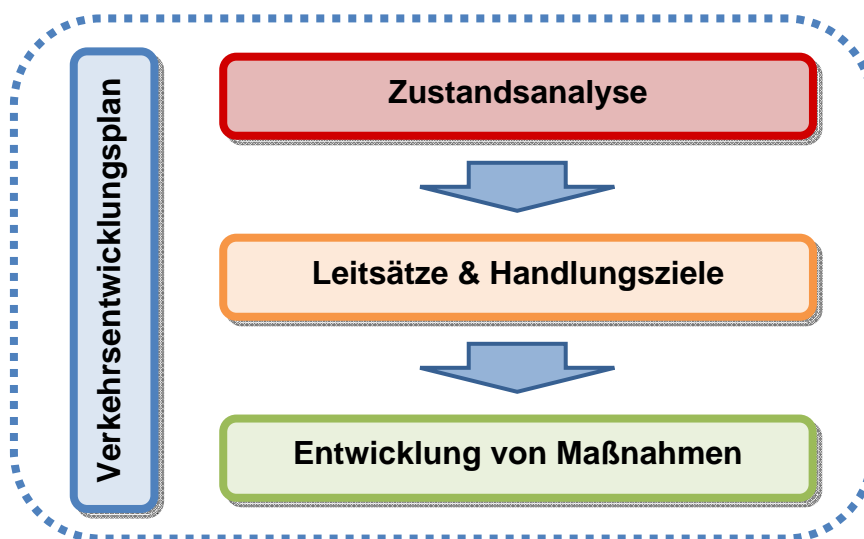 Verkehrsentwicklungsplan
Zustandsanalyse
Leitsätze & Handlungsziele
Entwicklung von Maßnahmen